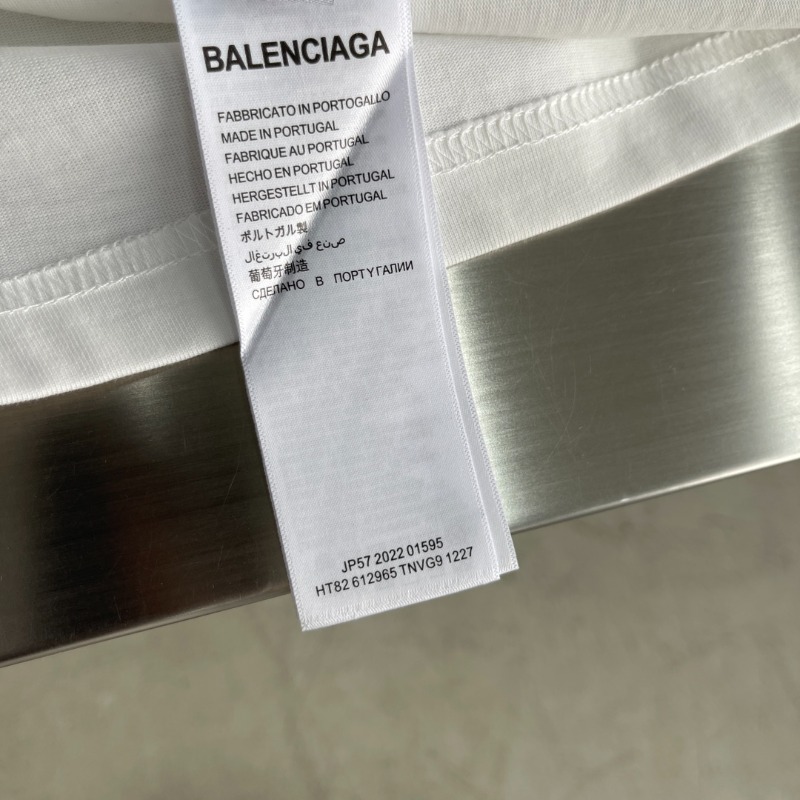 BALENCIAGA
FABBRICATO IN PORTOGALLO
MADE IN PORTUGAL
FABRIQUE AU PORTUGAL
HECHO EN PORTUGAL
HERGESTELLT IN PORTUGAL
FABRICADO EM PORTUGAL
ポルトガル製
صنع في البرتغال
葡萄牙制造
СДЕЛАНО В ПОРТУГАЛИИ
JP57 2022 01595
HT82 612965 TNVG9 1227